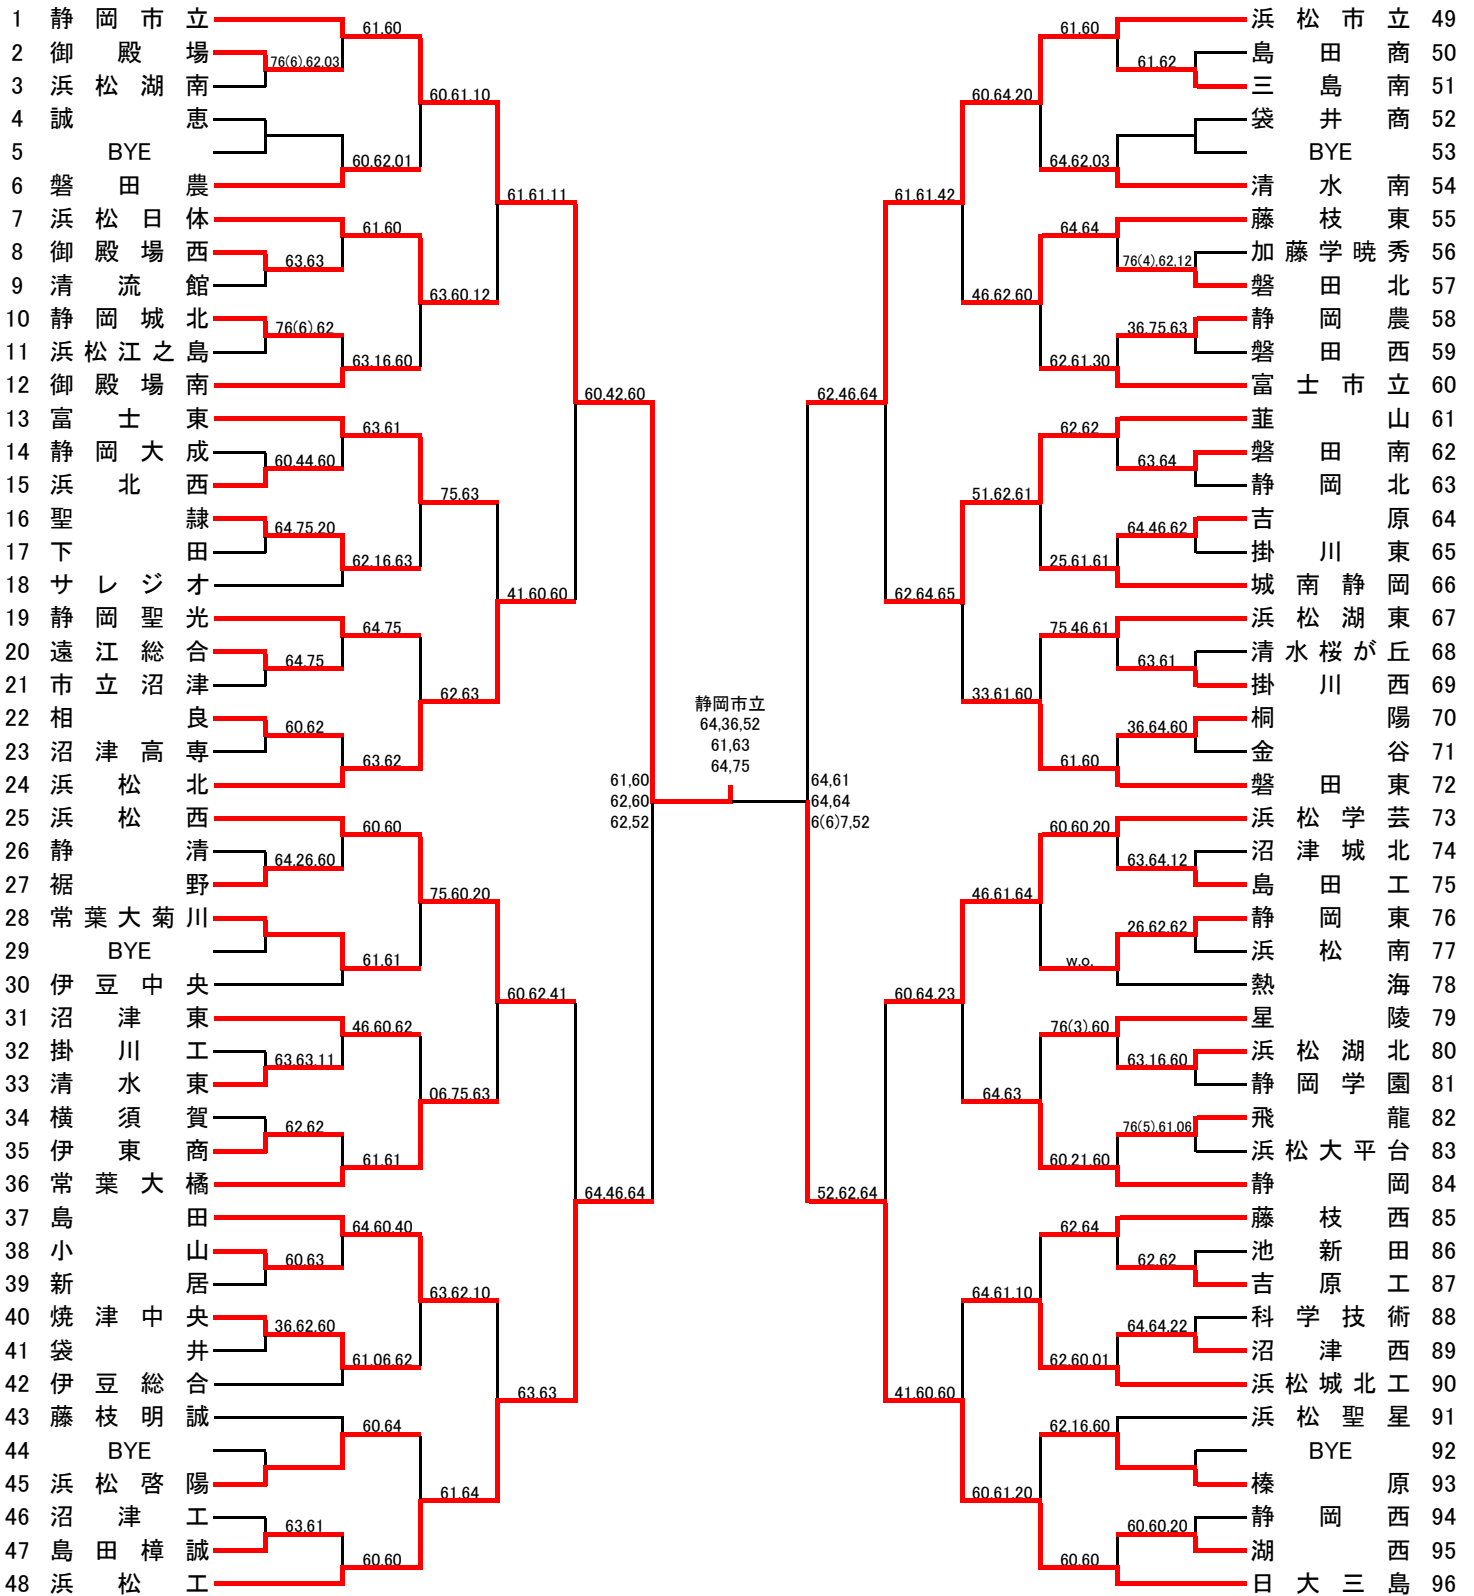 1 静岡市立
2 御殿場
3 浜松湖南
4 誠恵
5 BYE
6 磐田農
7 浜松日体
8 御殿場西
9 清流館
10 静岡城北
11 浜松江之島
12 御殿場南
13 富士東
14 静岡大成
15 浜北西
16 聖隷
17 下田
18 サレジオ
19 静岡聖光
20 遠江総合
21 市立沼津
22 相良
23 沼津高専
24 浜松北
25 浜松西
26 静清
27 裾野
28 常葉大菊川
29 BYE
30 伊豆中央
31 沼津東
32 掛川工
33 清水東
34 横須賀
35 伊東商
36 常葉大橘
37 島田
38 小山
39 新居
40 焼津中央
41 袋井
42 伊豆総合
43 藤枝明誠
44 BYE
45 浜松啓陽
46 沼津工
47 島田樟誠
48 浜松工
76(6),62,03
63,63
76(6),62
60,44,60
64,75,20
64,75
60,62
64,26,60
63,63,11
62,62
60,63
36,62,60
63,61
61,60
60,62,01
61,60
63,16,60
63,61
62,16,63
64,75
63,62
60,60
61,61
46,60,62
61,61
64,60,40
61,06,62
60,64
60,60
60,61,10
63,60,12
75,63
62,63
75,60,20
06,75,63
63,62,10
61,64
61,61,11
41,60,60
60,62,41
63,63
60,42,60
64,46,64
61,60
62,60
62,52
静岡市立
64,36,52
61,63
64,75
64,61
64,64
6(6)7,52
62,46,64
52,62,64
61,61,42
62,64,65
60,64,23
41,60,60
60,64,20
46,62,60
51,62,61
33,61,60
46,61,64
64,63
64,61,10
60,61,20
61,60
64,62,03
64,64
62,61,30
62,62
25,61,61
75,46,61
61,60
60,60,20
w.o.
76(3),60
60,21,60
62,64
62,60,01
62,16,60
60,60
61,62
76(4),62,12
36,75,63
63,64
64,46,62
63,61
36,64,60
63,64,12
26,62,62
63,16,60
76(5),61,06
62,62
64,64,22
60,60,20
浜松市立 49
島田商 50
三島南 51
袋井商 52
BYE 53
清水南 54
藤枝東 55
加藤学暁秀 56
磐田北 57
静岡農 58
磐田西 59
富士市立 60
韮山 61
磐田南 62
静岡北 63
吉原 64
掛川東 65
城南静岡 66
浜松湖東 67
清水桜が丘 68
掛川西 69
桐陽 70
金谷 71
磐田東 72
浜松学芸 73
沼津城北 74
島田工 75
静岡東 76
浜松南 77
熱海 78
星陵 79
浜松湖北 80
静岡学園 81
飛龍 82
浜松大平台 83
静岡 84
藤枝西 85
池新田 86
吉原工 87
科学技術 88
沼津西 89
浜松城北工 90
浜松聖星 91
BYE 92
榛原 93
静岡西 94
湖西 95
日大三島 96